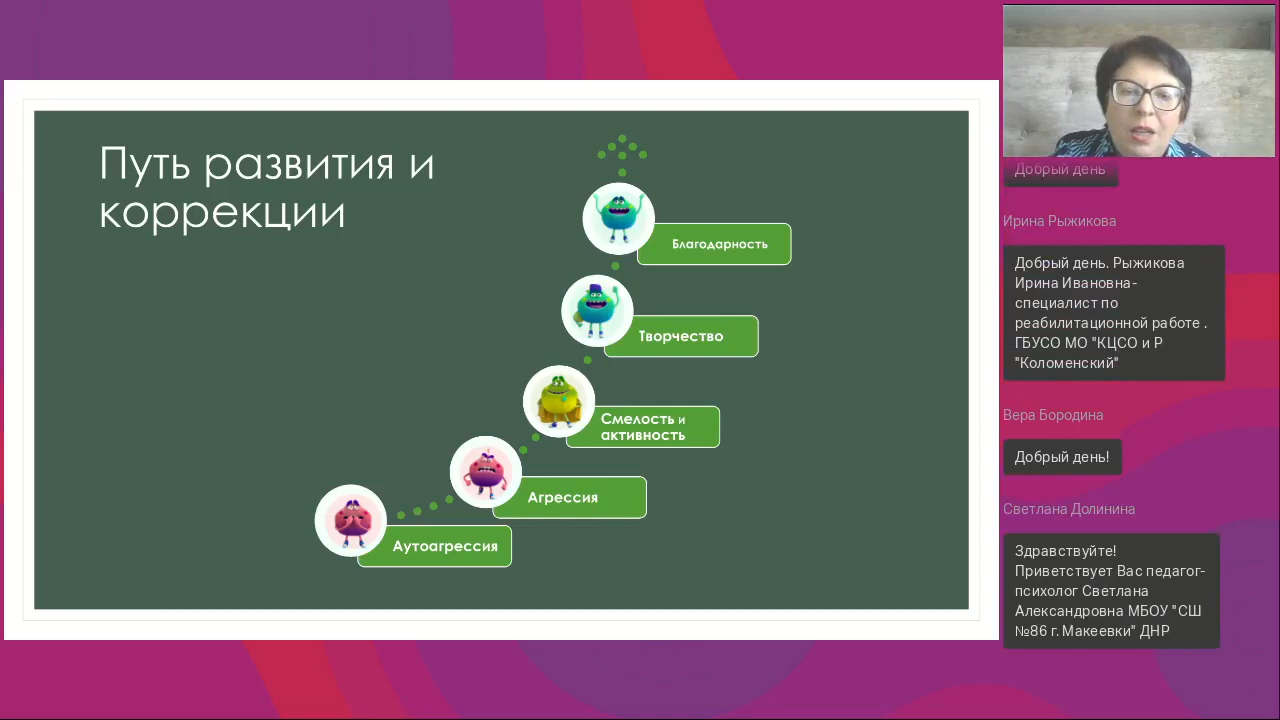 Путь развития и
коррекции
Благодарность
Творчество
Смелость и
активность
Агрессия
Аутоагрессия
Добрый день
Ирина Рыжикова
Добрый день. Рыжикова
Ирина Ивановна-
специалист по
реабилитационной работе .
ГБУСО МО "КЦСО и Р
"Коломенский"
Вера Бородина
Добрый день!
Светлана Долинина
Здравствуйте!
Приветствует Вас педагог-
психолог Светлана
Александровна МБОУ "СШ
№86 г. Макеевки" ДНР